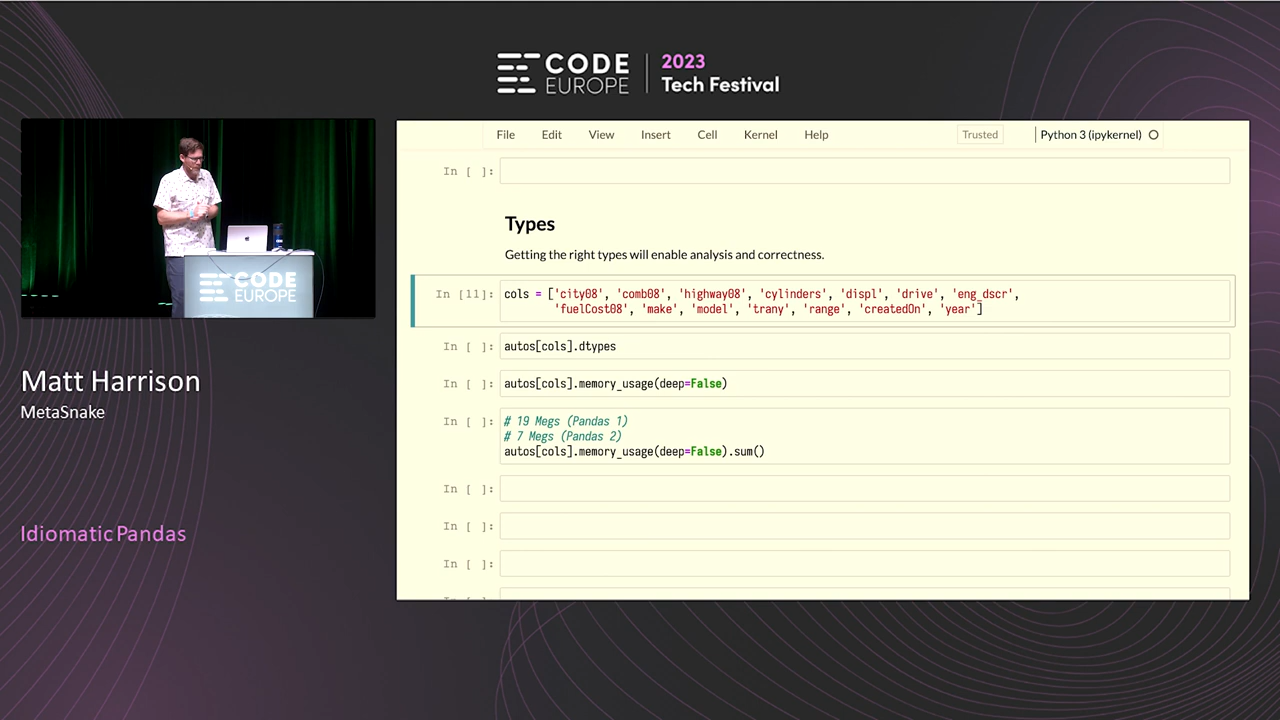 CODE
EUROPE
2023
Tech Festival
File Edit View Insert Cell Kernel Help Trusted Python 3 (ipykernel)
In [ ]:
Types
Getting the right types will enable analysis and correctness.
In [11]: cols = ['city08', 'comb08', 'highway08', 'cylinders', 'displ', 'drive', 'eng_dscr',
'fuelCost08', 'make', 'model', 'trany', 'range', 'createdOn', 'year']
In [ ]: autos[cols].dtypes
In [ ]: autos[cols].memory_usage(deep=False)
In [ ]: # 19 Megs (Pandas 1)
# 7 Megs (Pandas 2)
autos[cols].memory_usage(deep=False).sum()
In [ ]:
In [ ]:
In [ ]:
CODE
EUROPE
Matt Harrison
MetaSnake
Idiomatic Pandas